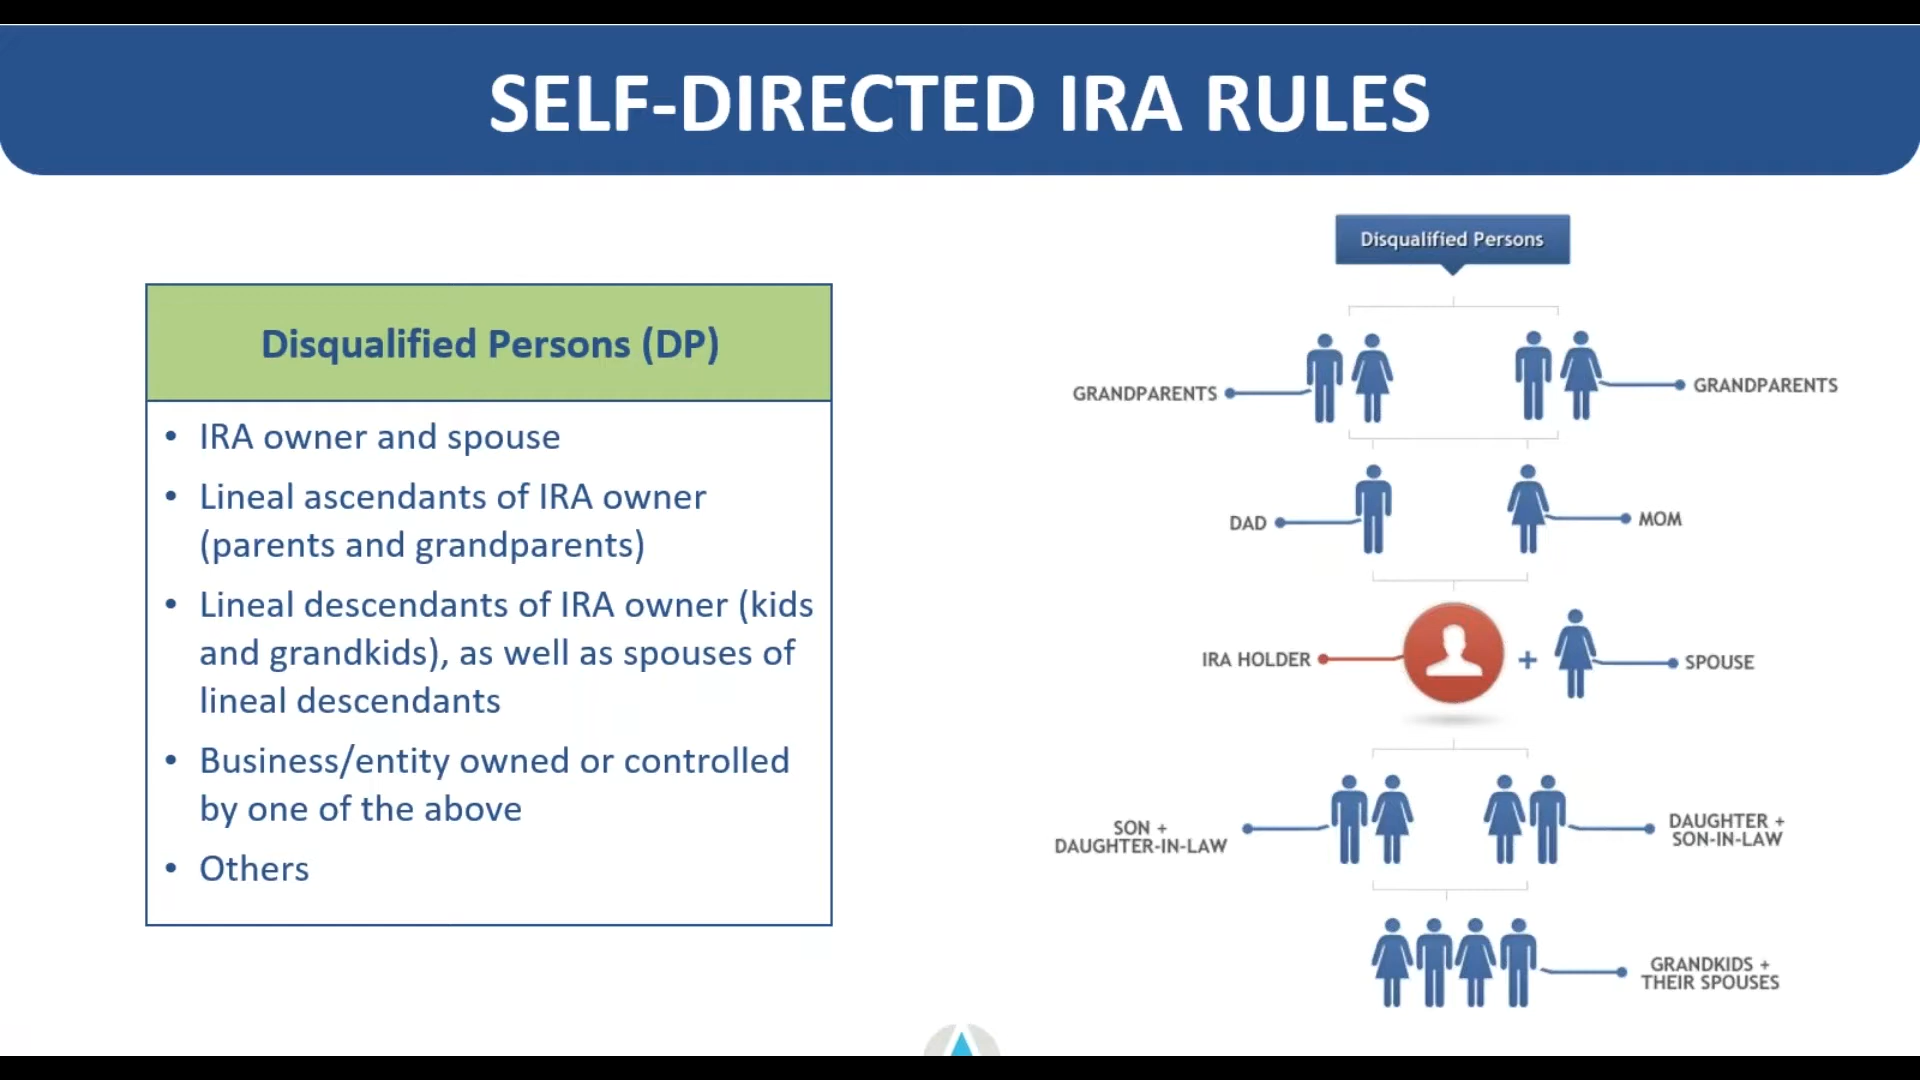 SELF-DIRECTED IRA RULES
Disqualified Persons (DP)
• IRA owner and spouse
• Lineal ascendants of IRA owner
(parents and grandparents)
• Lineal descendants of IRA owner (kids
and grandkids), as well as spouses of
lineal descendants
• Business/entity owned or controlled
by one of the above
• Others
Disqualified Persons
GRANDPARENTS
GRANDPARENTS
DAD
MOM
IRA HOLDER
+
SPOUSE
SON +
DAUGHTER-IN-LAW
DAUGHTER +
SON-IN-LAW
GRANDKIDS +
THEIR SPOUSES